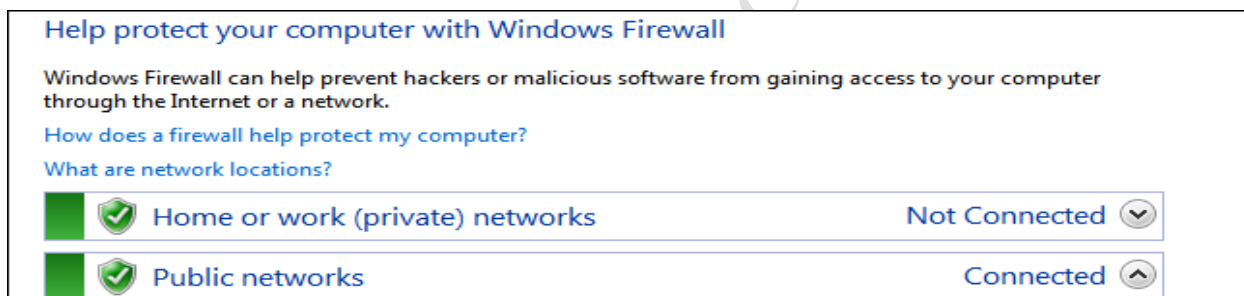 Help protect your computer with Windows Firewall
Windows Firewall can help prevent hackers or malicious software from gaining access to your computer
through the Internet or a network.
How does a firewall help protect my computer?
What are network locations?
Home or work (private) networks Not Connected
Public networks Connected